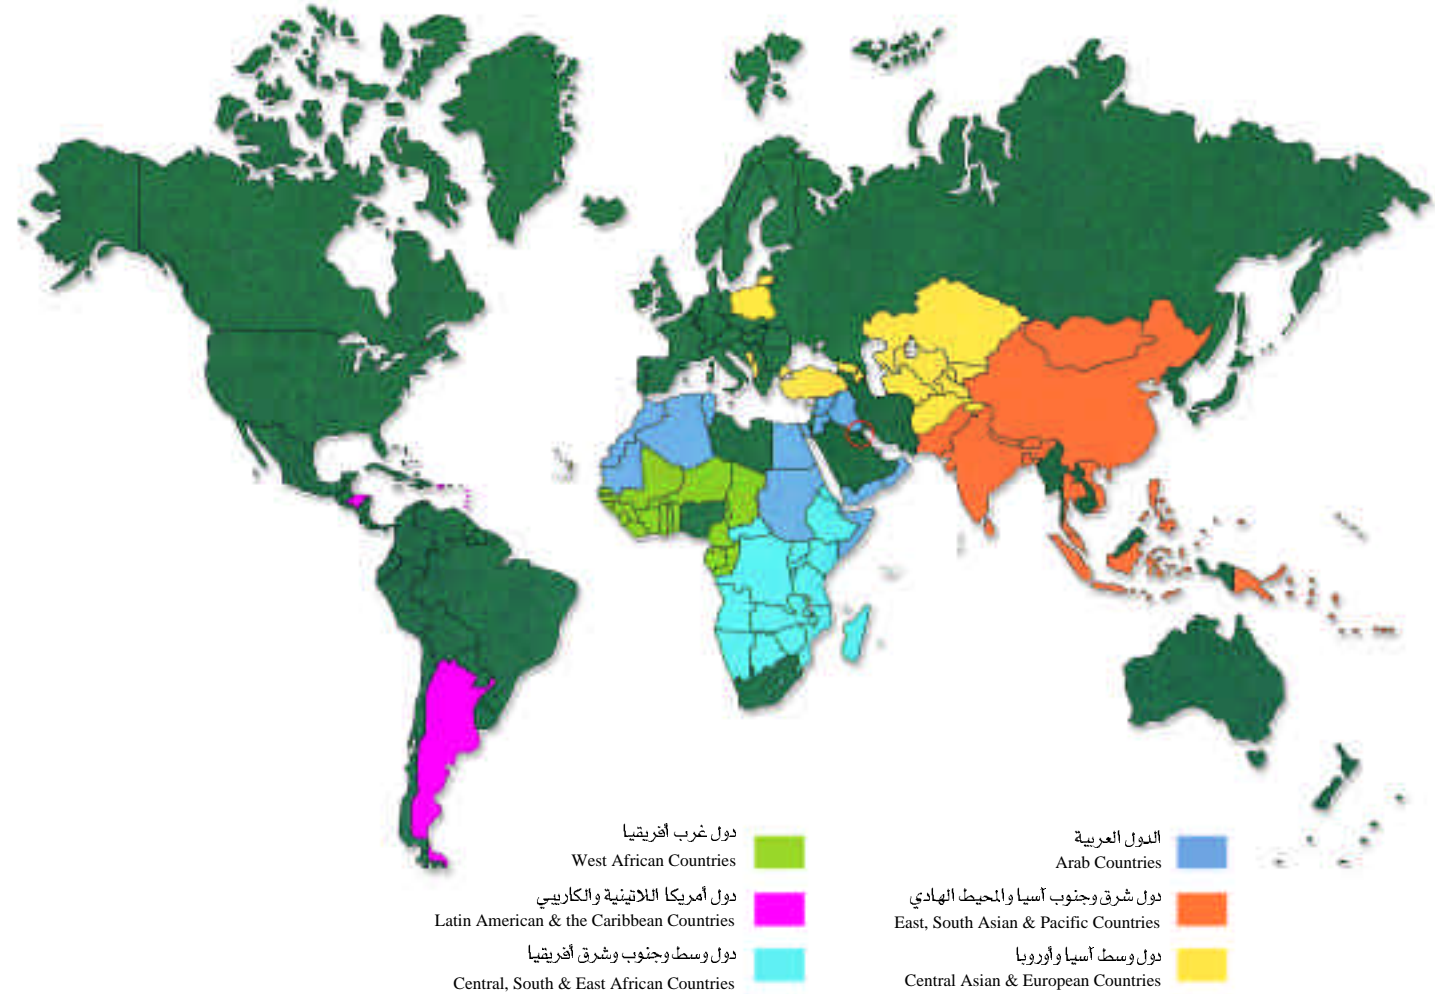 دول غرب أفريقيا
West African Countries
دول أمريكا اللاتينية والكاريبي
Latin American & the Caribbean Countries
دول وسط وجنوب وشرق أفريقيا
Central, South & East African Countries
الدول العربية
Arab Countries
دول شرق وجنوب آسيا والمحيط الهادي
East, South Asian & Pacific Countries
دول وسط آسيا وأوروبا
Central Asian & European Countries